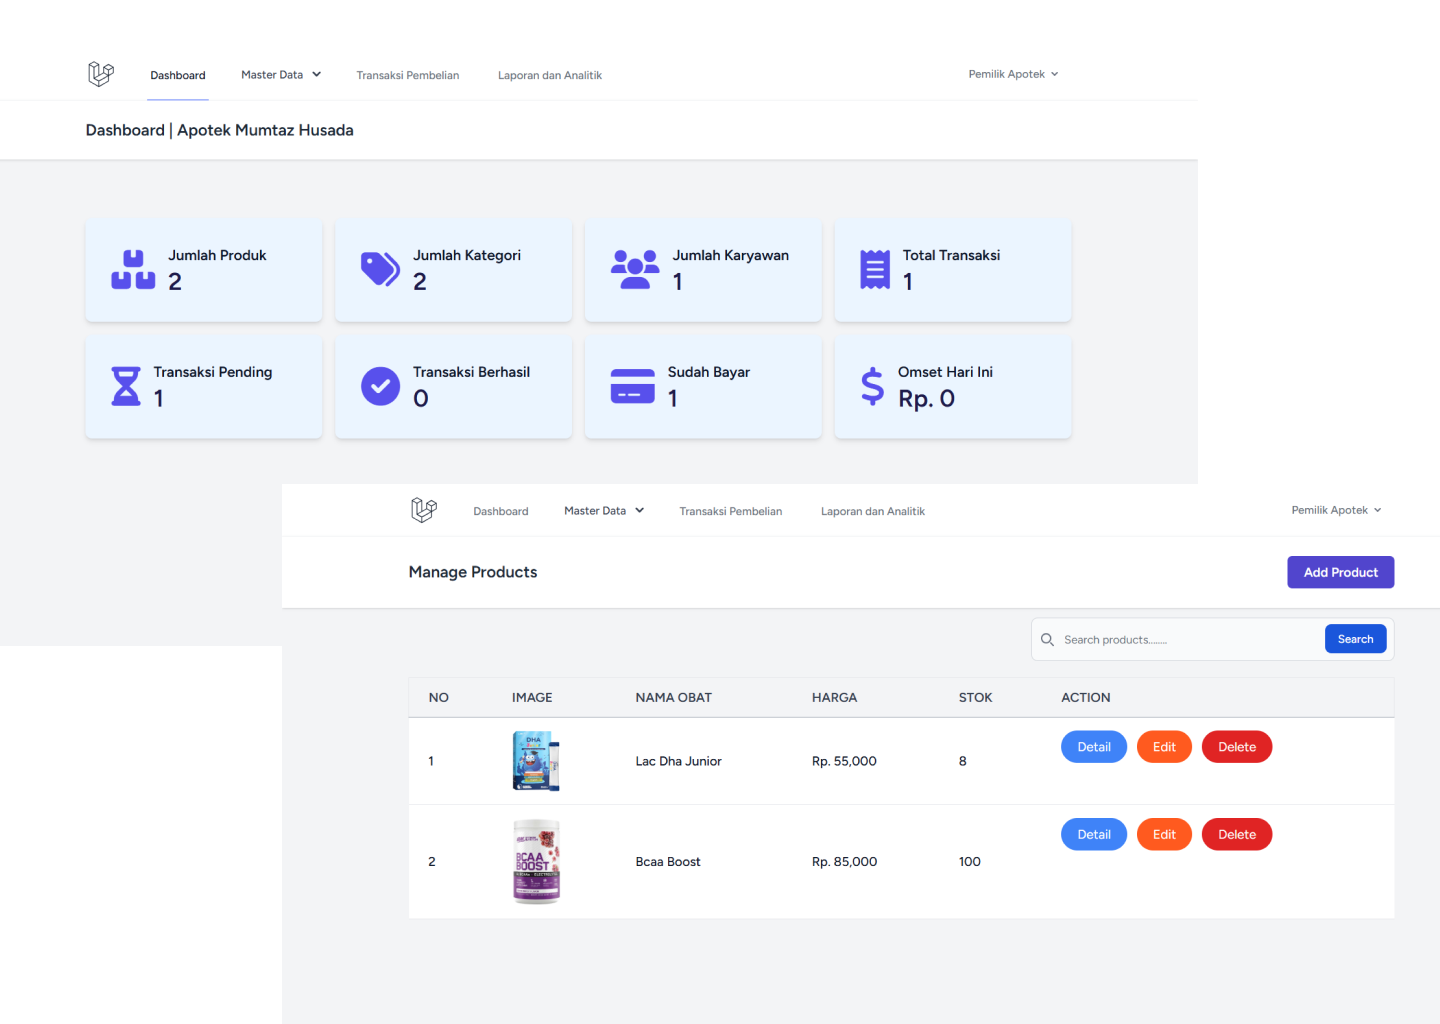 Dashboard Master Data Transaksi Pembelian Laporan dan Analitik Pemilik Apotek
Dashboard | Apotek Mumtaz Husada
Jumlah Produk
2
Jumlah Kategori
2
Jumlah Karyawan
1
Total Transaksi
1
Transaksi Pending
1
Transaksi Berhasil
0
Sudah Bayar
1
Omset Hari Ini
Rp. 0
Dashboard Master Data Transaksi Pembelian Laporan dan Analitik Pemilik Apotek
Manage Products Add Product
Search products........ Search
NO IMAGE NAMA OBAT HARGA STOK ACTION
DHA
1 Lac Dha Junior Rp. 55,000 8 Detail Edit Delete
BCAA
BOOST
2 Bcaa Boost Rp. 85,000 100 Detail Edit Delete